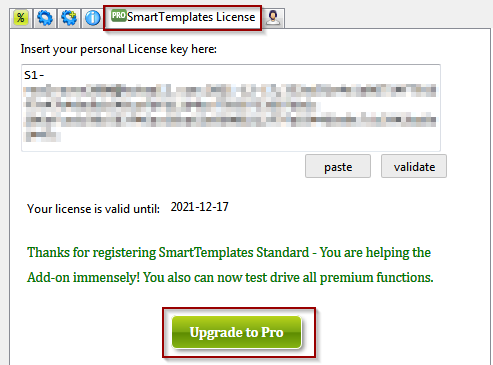 % PRO SmartTemplates License
Insert your personal License key here:
S1-
paste validate
Your license is valid until: 2021-12-17
Thanks for registering SmartTemplates Standard - You are helping the
Add-on immensely! You also can now test drive all premium functions.
Upgrade to Pro